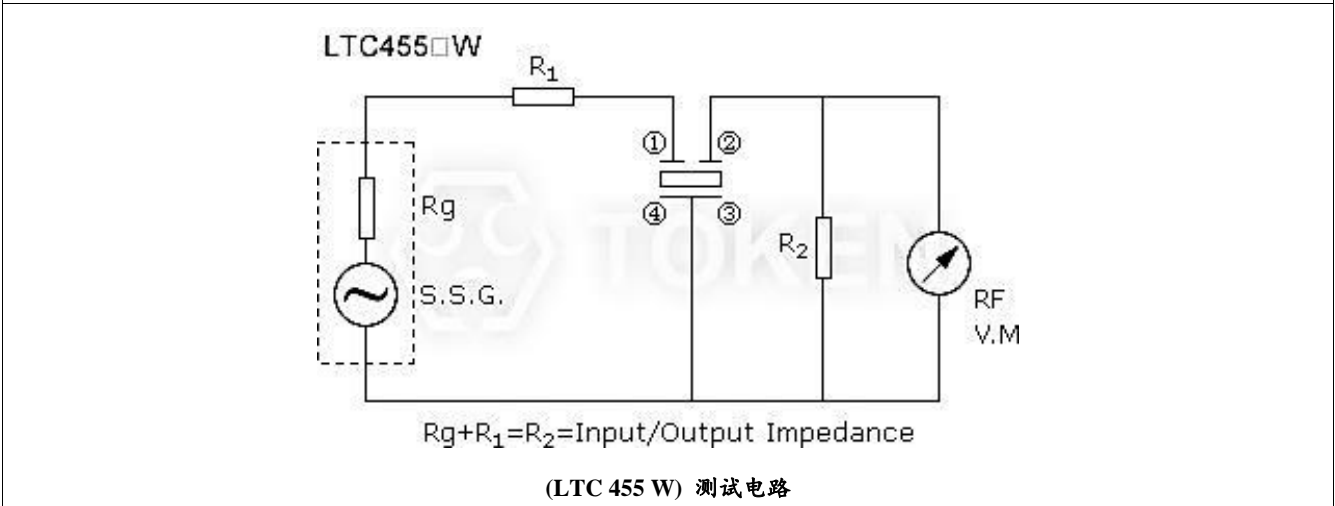 LTC455□W
R1
① ②
④ ③
Rg
S.S.G.
TOKEN
R2
RF
V.M
Rg+R1=R2=Input/Output Impedance
(LTC 455 W) 测试电路